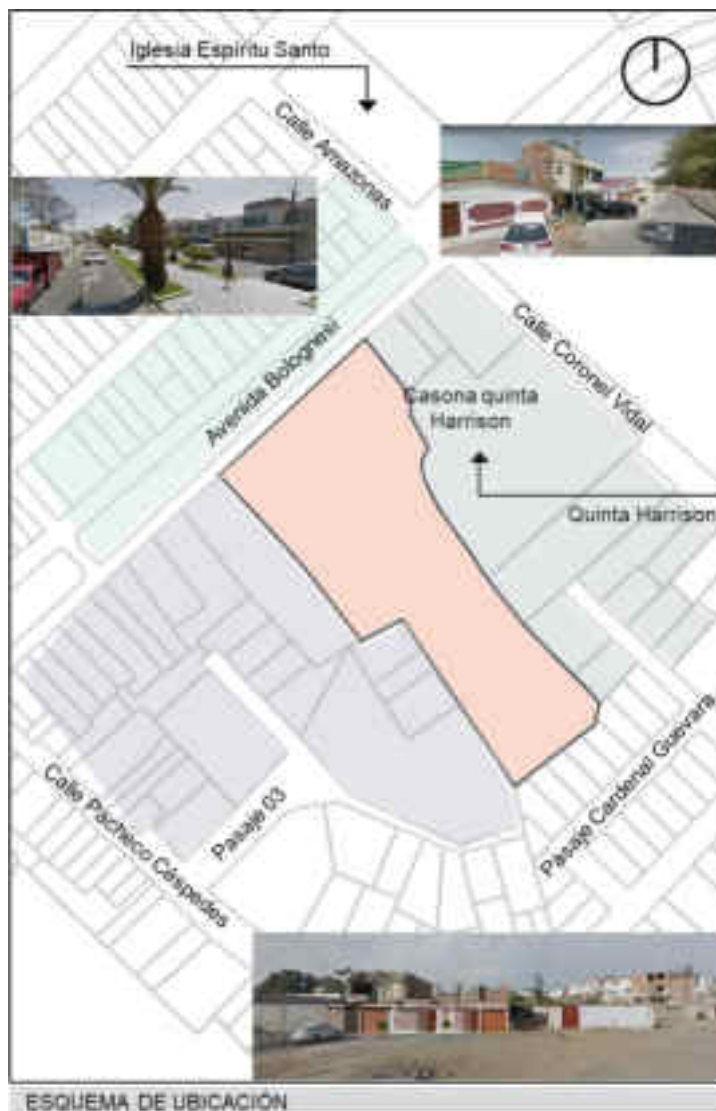 Iglesia Espíritu Santo
Calle Amazonas
Avenida Bolognesi
Calle Coronel Vidal
Casona quinta
Harrison
Quinta Harrison
Pasaje Cardenal Guevara
Pasaje 03
Calle Pacheco Céspedes
ESQUEMA DE UBICACIÓN